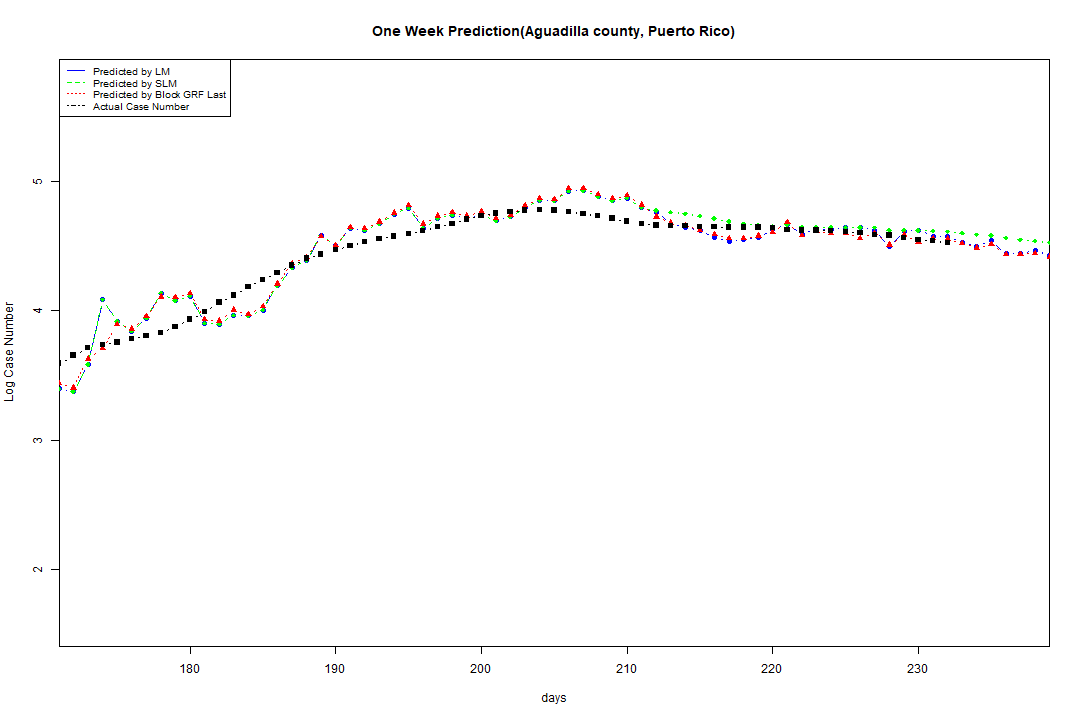 One Week Prediction(Aguadilla county, Puerto Rico)
Predicted by LM
Predicted by SLM
Predicted by Block GRF Last
Actual Case Number
5
4
3
2
Log Case Number
180 190 200 210 220 230
days